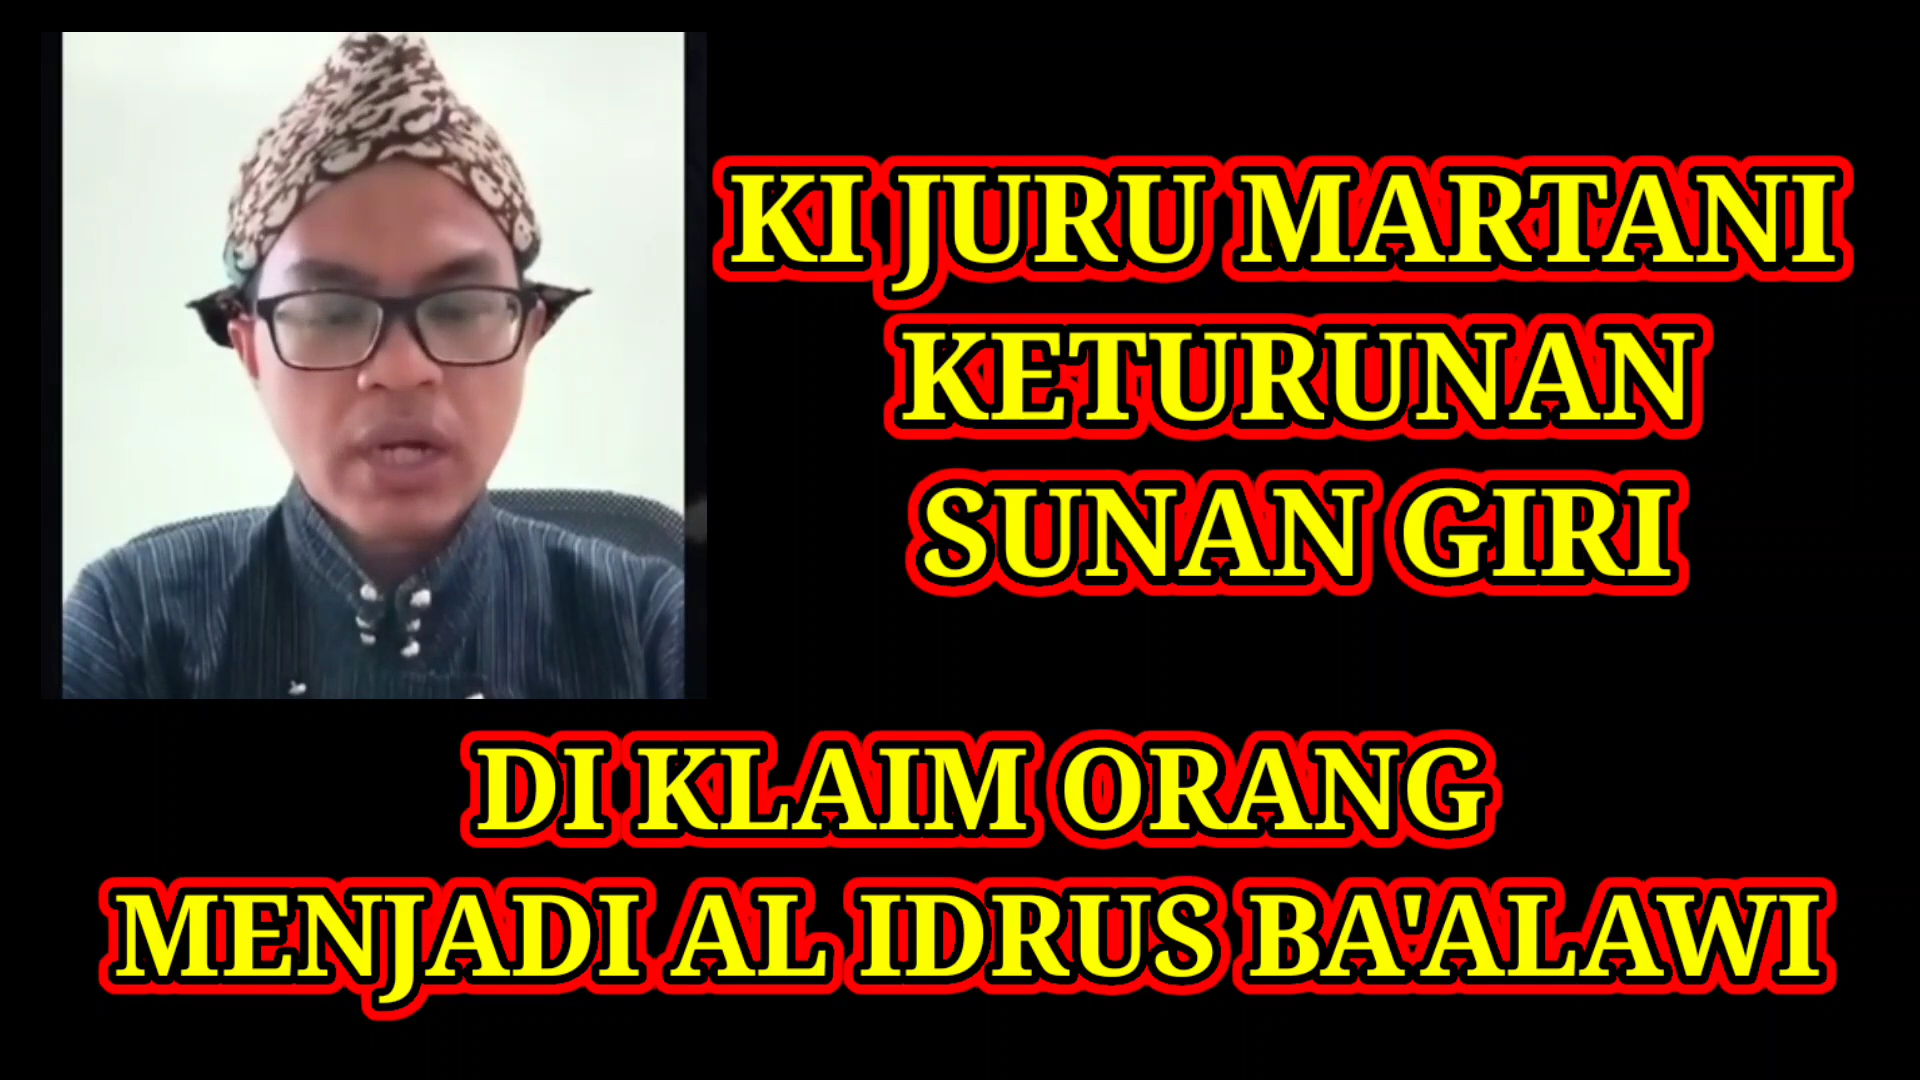 KI JURU MARTANI
KETURUNAN
SUNAN GIRI
DI KLAIM ORANG
MENJADI AL IDRUS BA'ALAWI